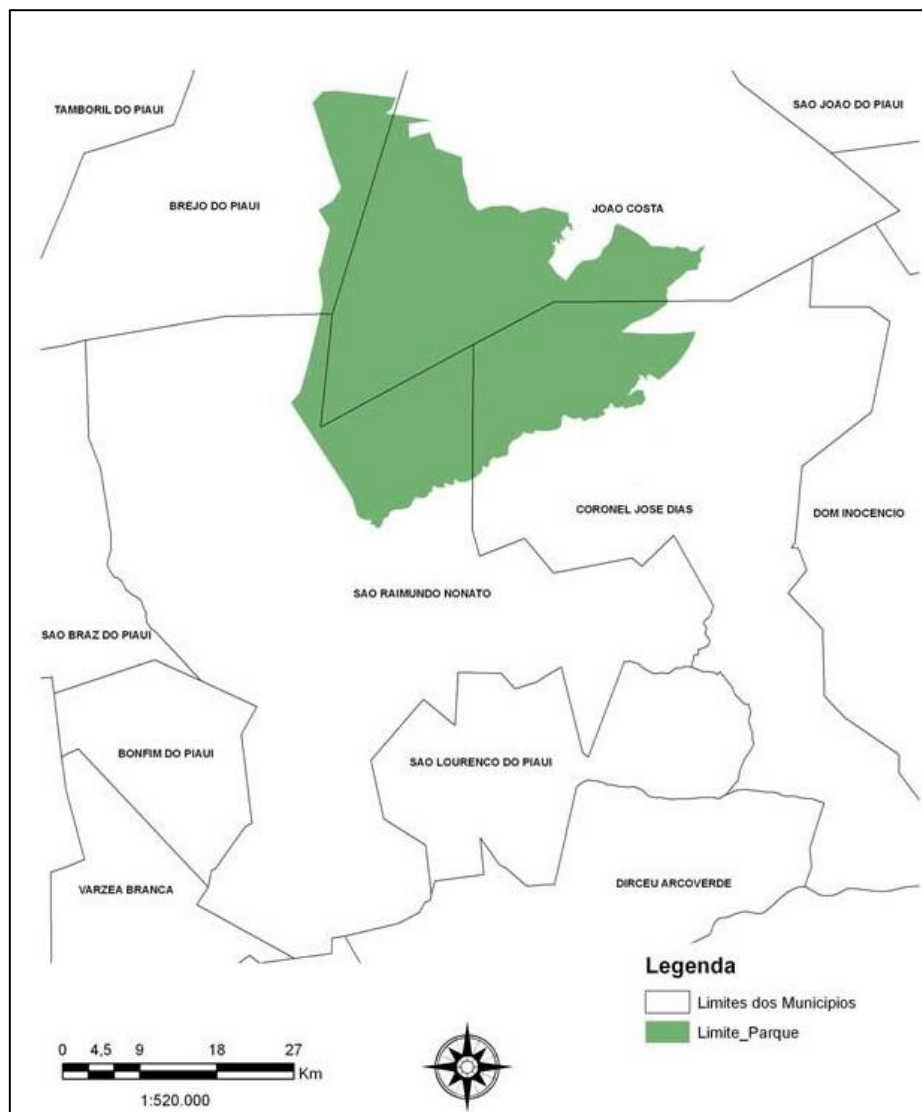 TAMBORIL DO PIAUI
SAO JOAO DO PIAUI
BREJO DO PIAUI
JOAO COSTA
CORONEL JOSE DIAS
DOM INOCENCIO
SAO RAIMUNDO NONATO
SAO BRAZ DO PIAUI
BONFIM DO PIAUI
SAO LOURENCO DO PIAUI
VARZEA BRANCA
DIRCEU ARCOVERDE
Legenda
Limites dos Municipios
Limite_Parque
0 4,5 9 18 27
Km
1:520.000